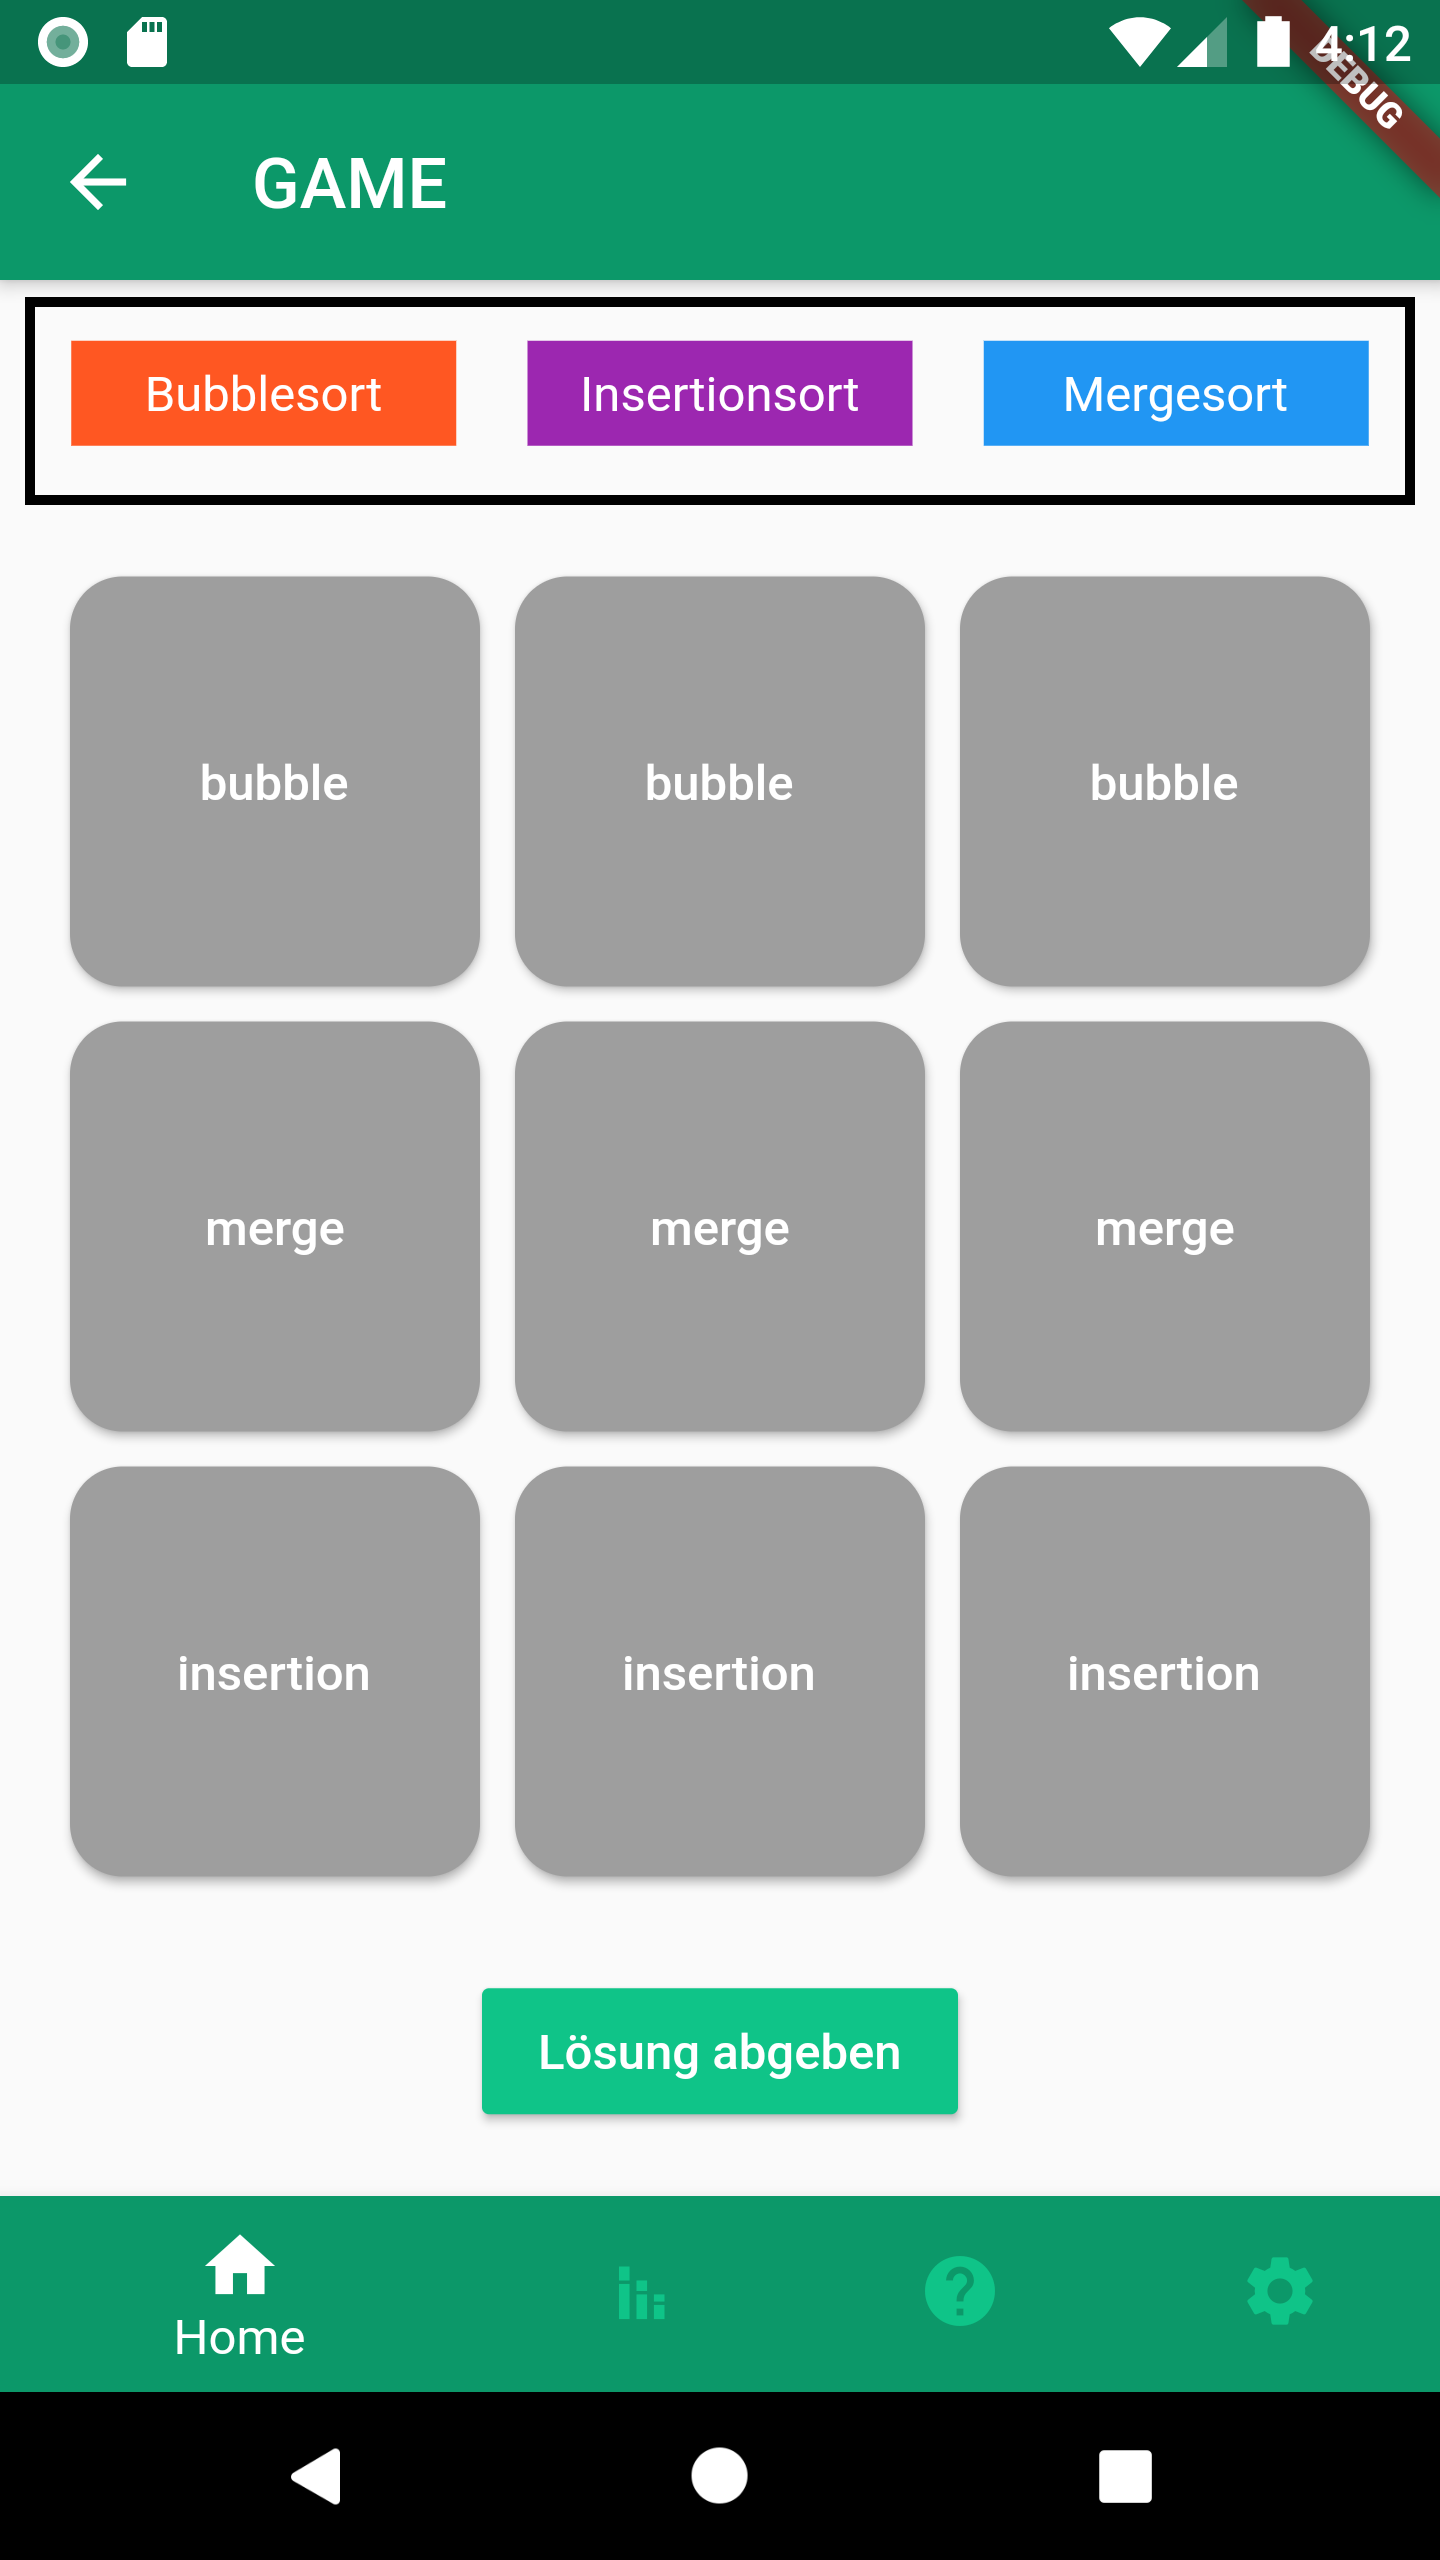 4:12
DEBUG
GAME
Bubblesort Insertionsort Mergesort
bubble bubble bubble
merge merge merge
insertion insertion insertion
Lösung abgeben
Home